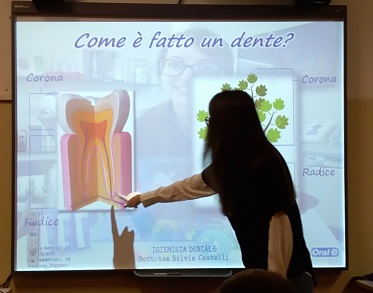 Come è fatto un dente?
Corona
Corona
Radice
Radice
IGIENISTA DENTALE
Dott.ssa Silvia Castelli
Oral-B